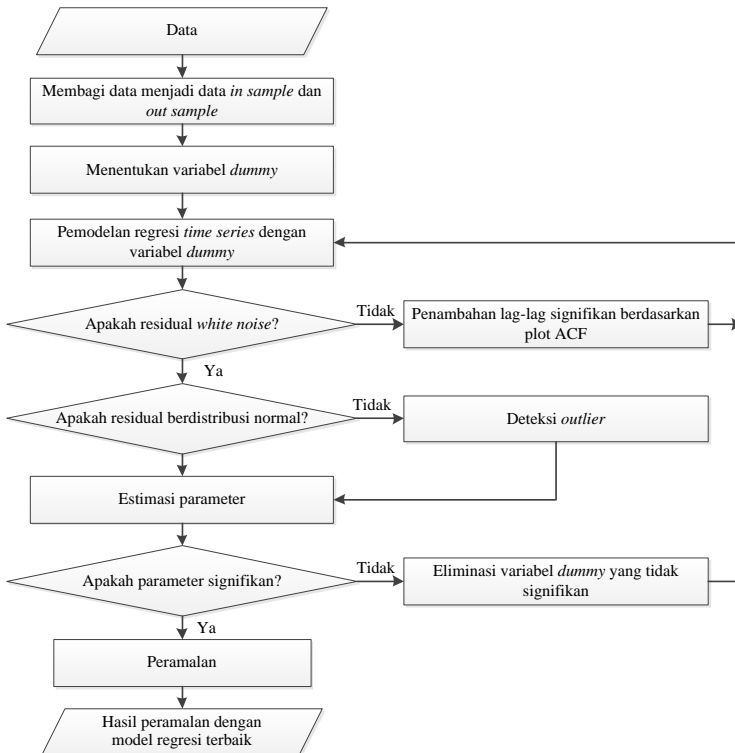 Data
Membagi data menjadi data in sample dan
out sample
Menentukan variabel dummy
Pemodelan regresi time series dengan
variabel dummy
Apakah residual white noise?
Tidak
Penambahan lag-lag signifikan berdasarkan
plot ACF
Ya
Apakah residual berdistribusi normal?
Tidak
Deteksi outlier
Estimasi parameter
Apakah parameter signifikan?
Tidak
Eliminasi variabel dummy yang tidak
signifikan
Ya
Peramalan
Hasil peramalan dengan
model regresi terbaik